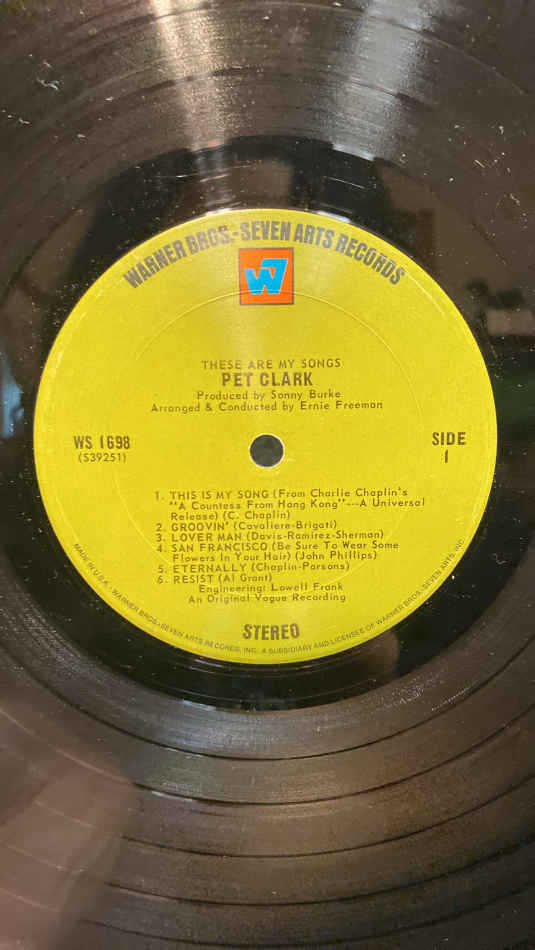 WARNER BROS.-SEVEN ARTS RECORDS
W7
THESE ARE MY SONGS
PET CLARK
Produced by Sonny Burke
Arranged & Conducted by Ernie Freeman
WS 1698
(S39251)
SIDE
1
1. THIS IS MY SONG (From Charlie Chaplin's
"A Countess From Hong Kong"---A Universal
Release) (C. Chaplin)
2. GROOVIN' (Cavaliere-Brigati)
3. LOVER MAN (Davis-Ramirez-Sherman)
4. SAN FRANCISCO (Be Sure To Wear Some
Flowers In Your Hair) (John Phillips)
5. ETERNALLY (Chaplin-Parsons)
6. RESIST (Al Grant)
Engineering: Lowell Frank
An Original Vogue Recording
STEREO
MADE IN U.S.A. - WARNER BROS.-SEVEN ARTS RECORDS, INC. A SUBSIDIARY AND LICENSEE OF WARNER BROS.-SEVEN ARTS, INC.